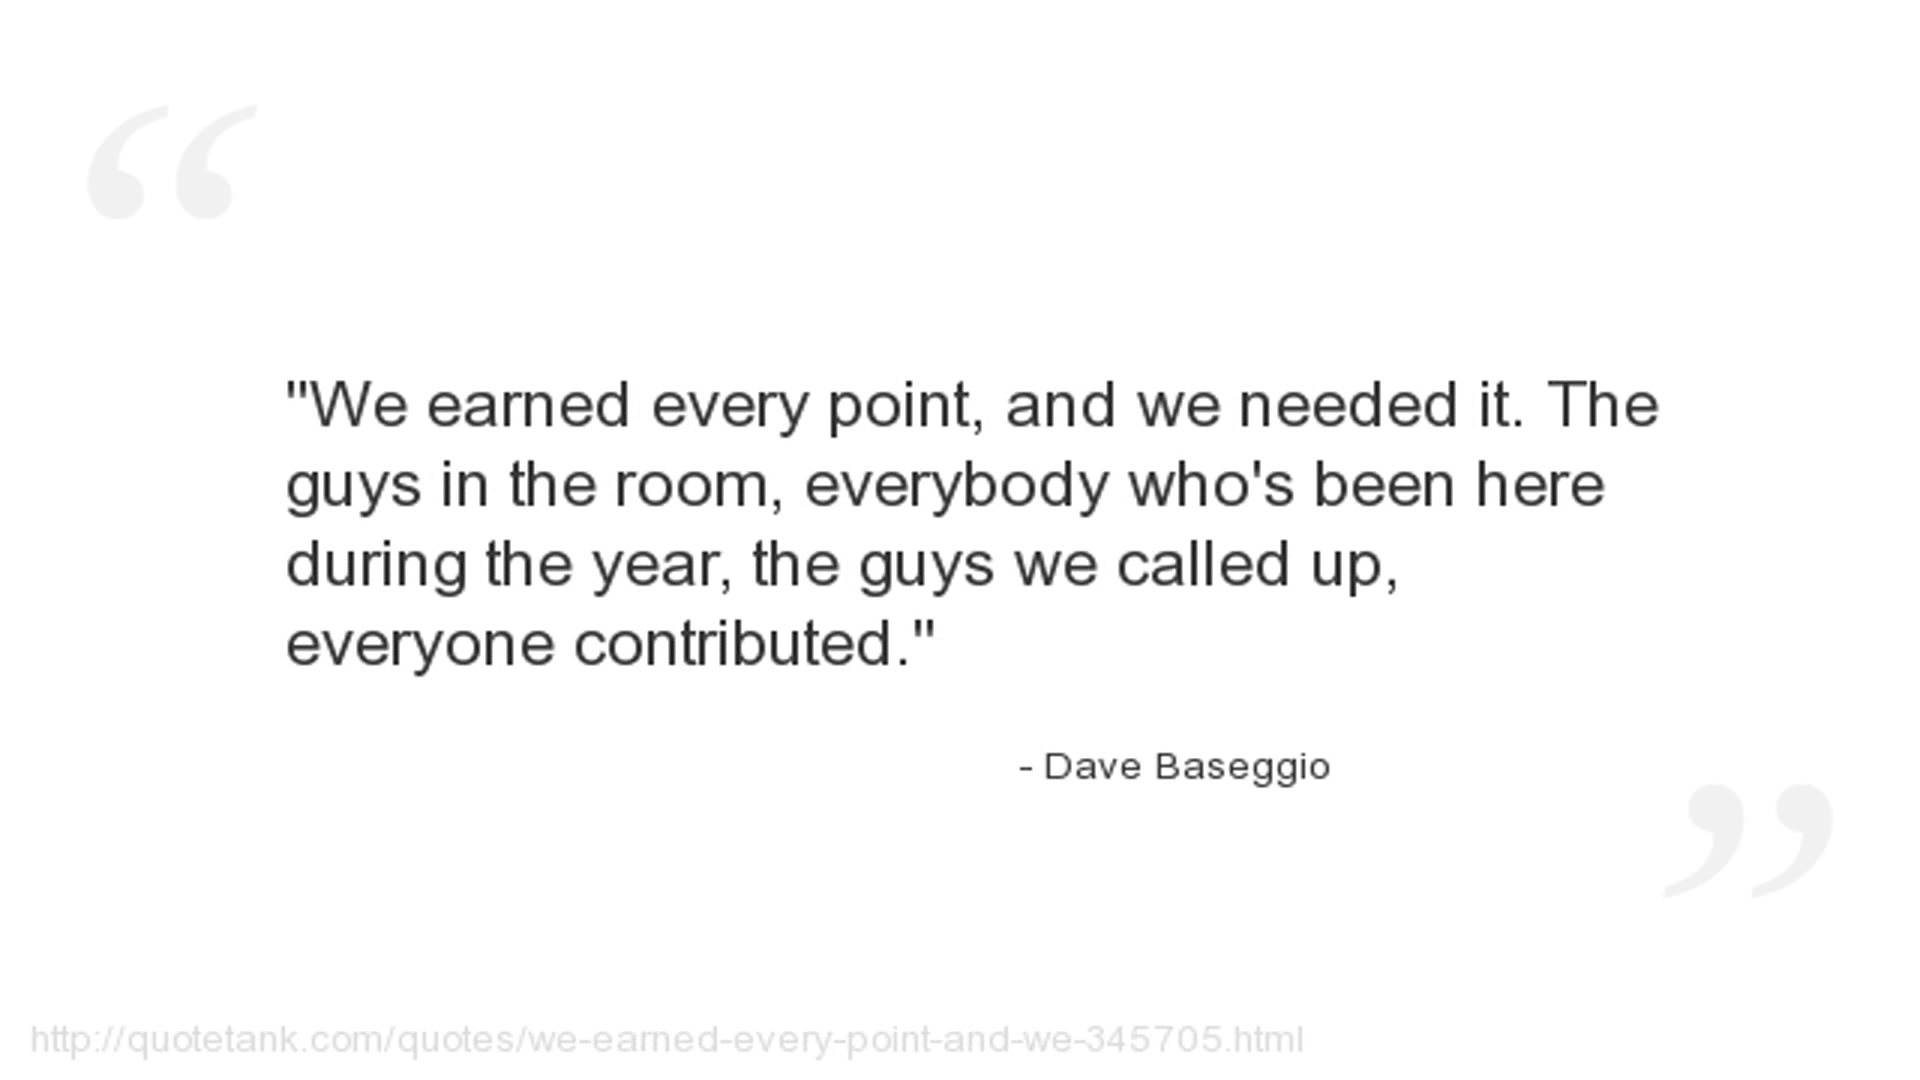 "We earned every point, and we needed it. The
guys in the room, everybody who's been here
during the year, the guys we called up,
everyone contributed."
- Dave Baseggio
http://quotetank.com/quotes/we-earned-every-point-and-we-345705.html